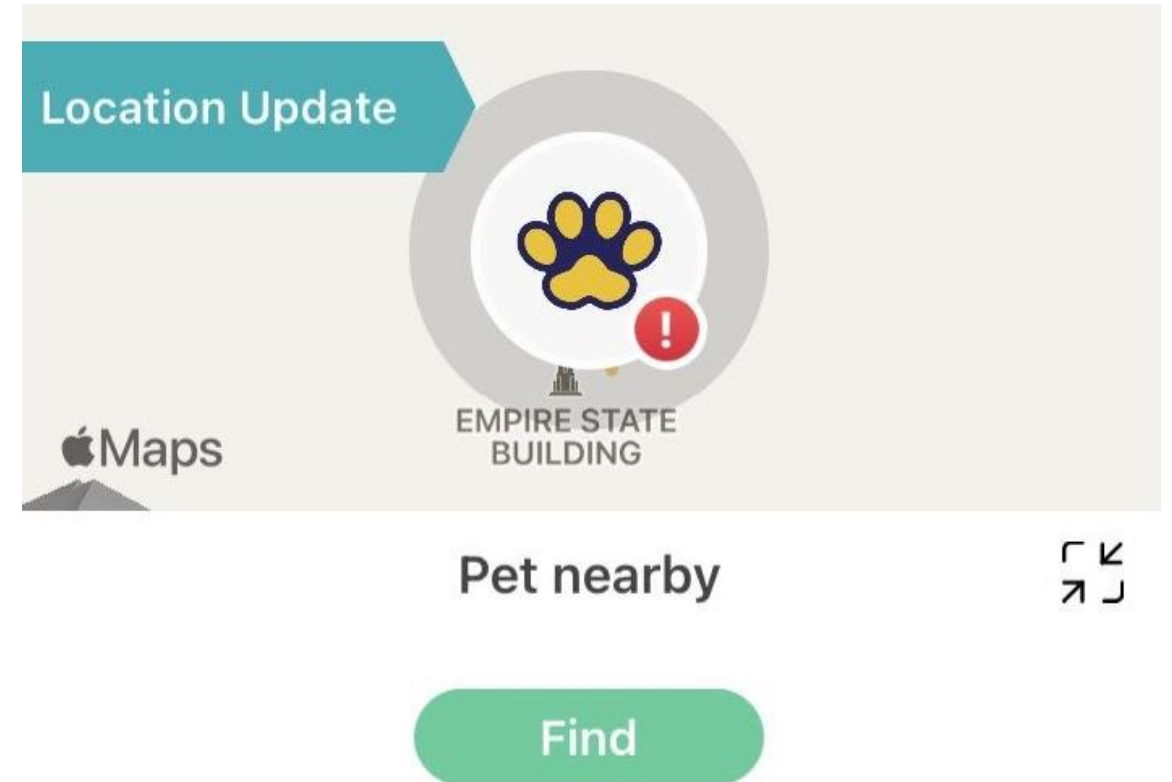 Location Update
!
EMPIRE STATE
BUILDING
Maps
Pet nearby
Find